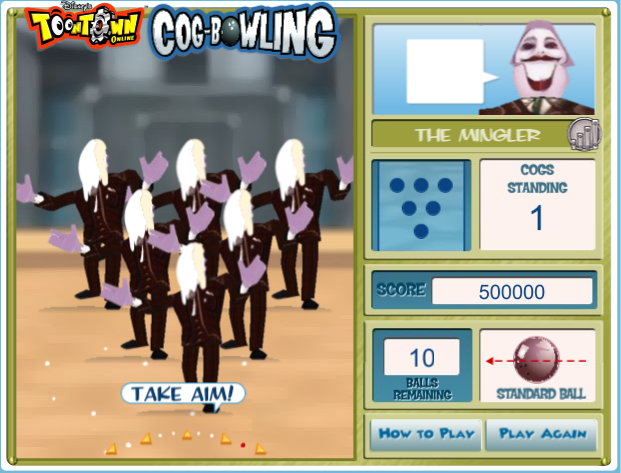 Disney's
TOONTOWN
ONLINE
COG-BOWLING
THE MINGLER
COGS
STANDING
1
SCORE
500000
10
BALLS
REMAINING
STANDARD BALL
TAKE AIM!
HOW TO PLAY
PLAY AGAIN